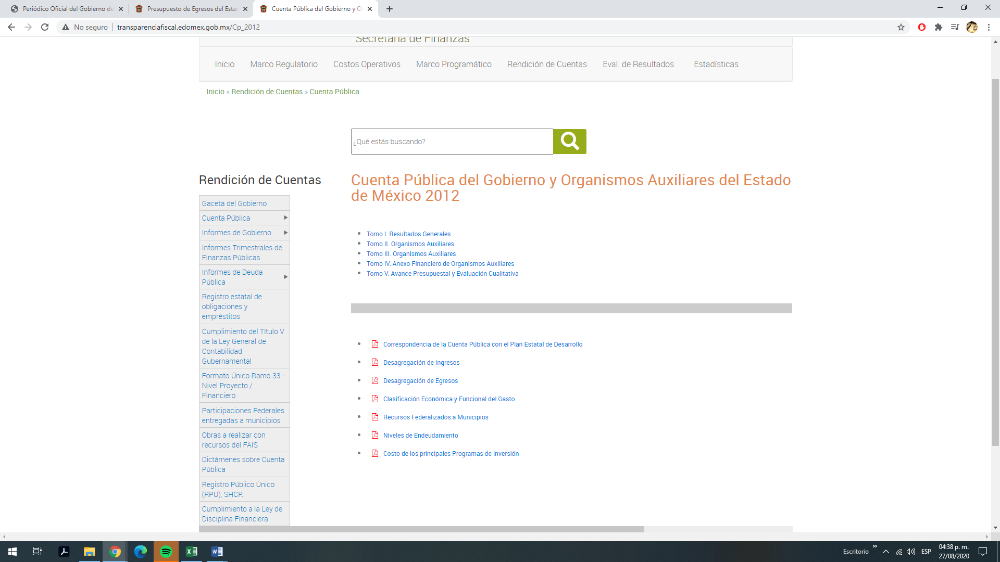 Periódico Oficial del Gobierno de
Presupuesto de Egresos del Estad
Cuenta Pública del Gobierno y O
No seguro
transparenciafiscal.edomex.gob.mx/Cp_2012
Secretaría de Finanzas
Inicio Marco Regulatorio Costos Operativos Marco Programático Rendición de Cuentas Eval. de Resultados Estadísticas
Inicio » Rendición de Cuentas » Cuenta Pública
¿Qué estás buscando?
Rendición de Cuentas
Gaceta del Gobierno
Cuenta Pública
Informes de Gobierno
Informes Trimestrales de
Finanzas Públicas
Informes de Deuda
Pública
Registro estatal de
obligaciones y
empréstitos
Cumplimiento del Título V
de la Ley General de
Contabilidad
Gubernamental
Formato Único Ramo 33 -
Nivel Proyecto /
Financiero
Participaciones Federales
entregadas a municipios
Obras a realizar con
recursos del FAIS
Dictámenes sobre Cuenta
Pública
Registro Público Único
(RPU), SHCP.
Cumplimiento a la Ley de
Disciplina Financiera
Cuenta Pública del Gobierno y Organismos Auxiliares del Estado
de México 2012
Tomo I. Resultados Generales
Tomo II. Organismos Auxiliares
Tomo III. Organismos Auxiliares
Tomo IV. Anexo Financiero de Organismos Auxiliares
Tomo V. Avance Presupuestal y Evaluación Cualitativa
Correspondencia de la Cuenta Pública con el Plan Estatal de Desarrollo
Desagregación de Ingresos
Desagregación de Egresos
Clasificación Económica y Funcional del Gasto
Recursos Federalizados a Municipios
Niveles de Endeudamiento
Costo de los principales Programas de Inversión
Escritorio
ESP
04:38 p. m.
27/08/2020